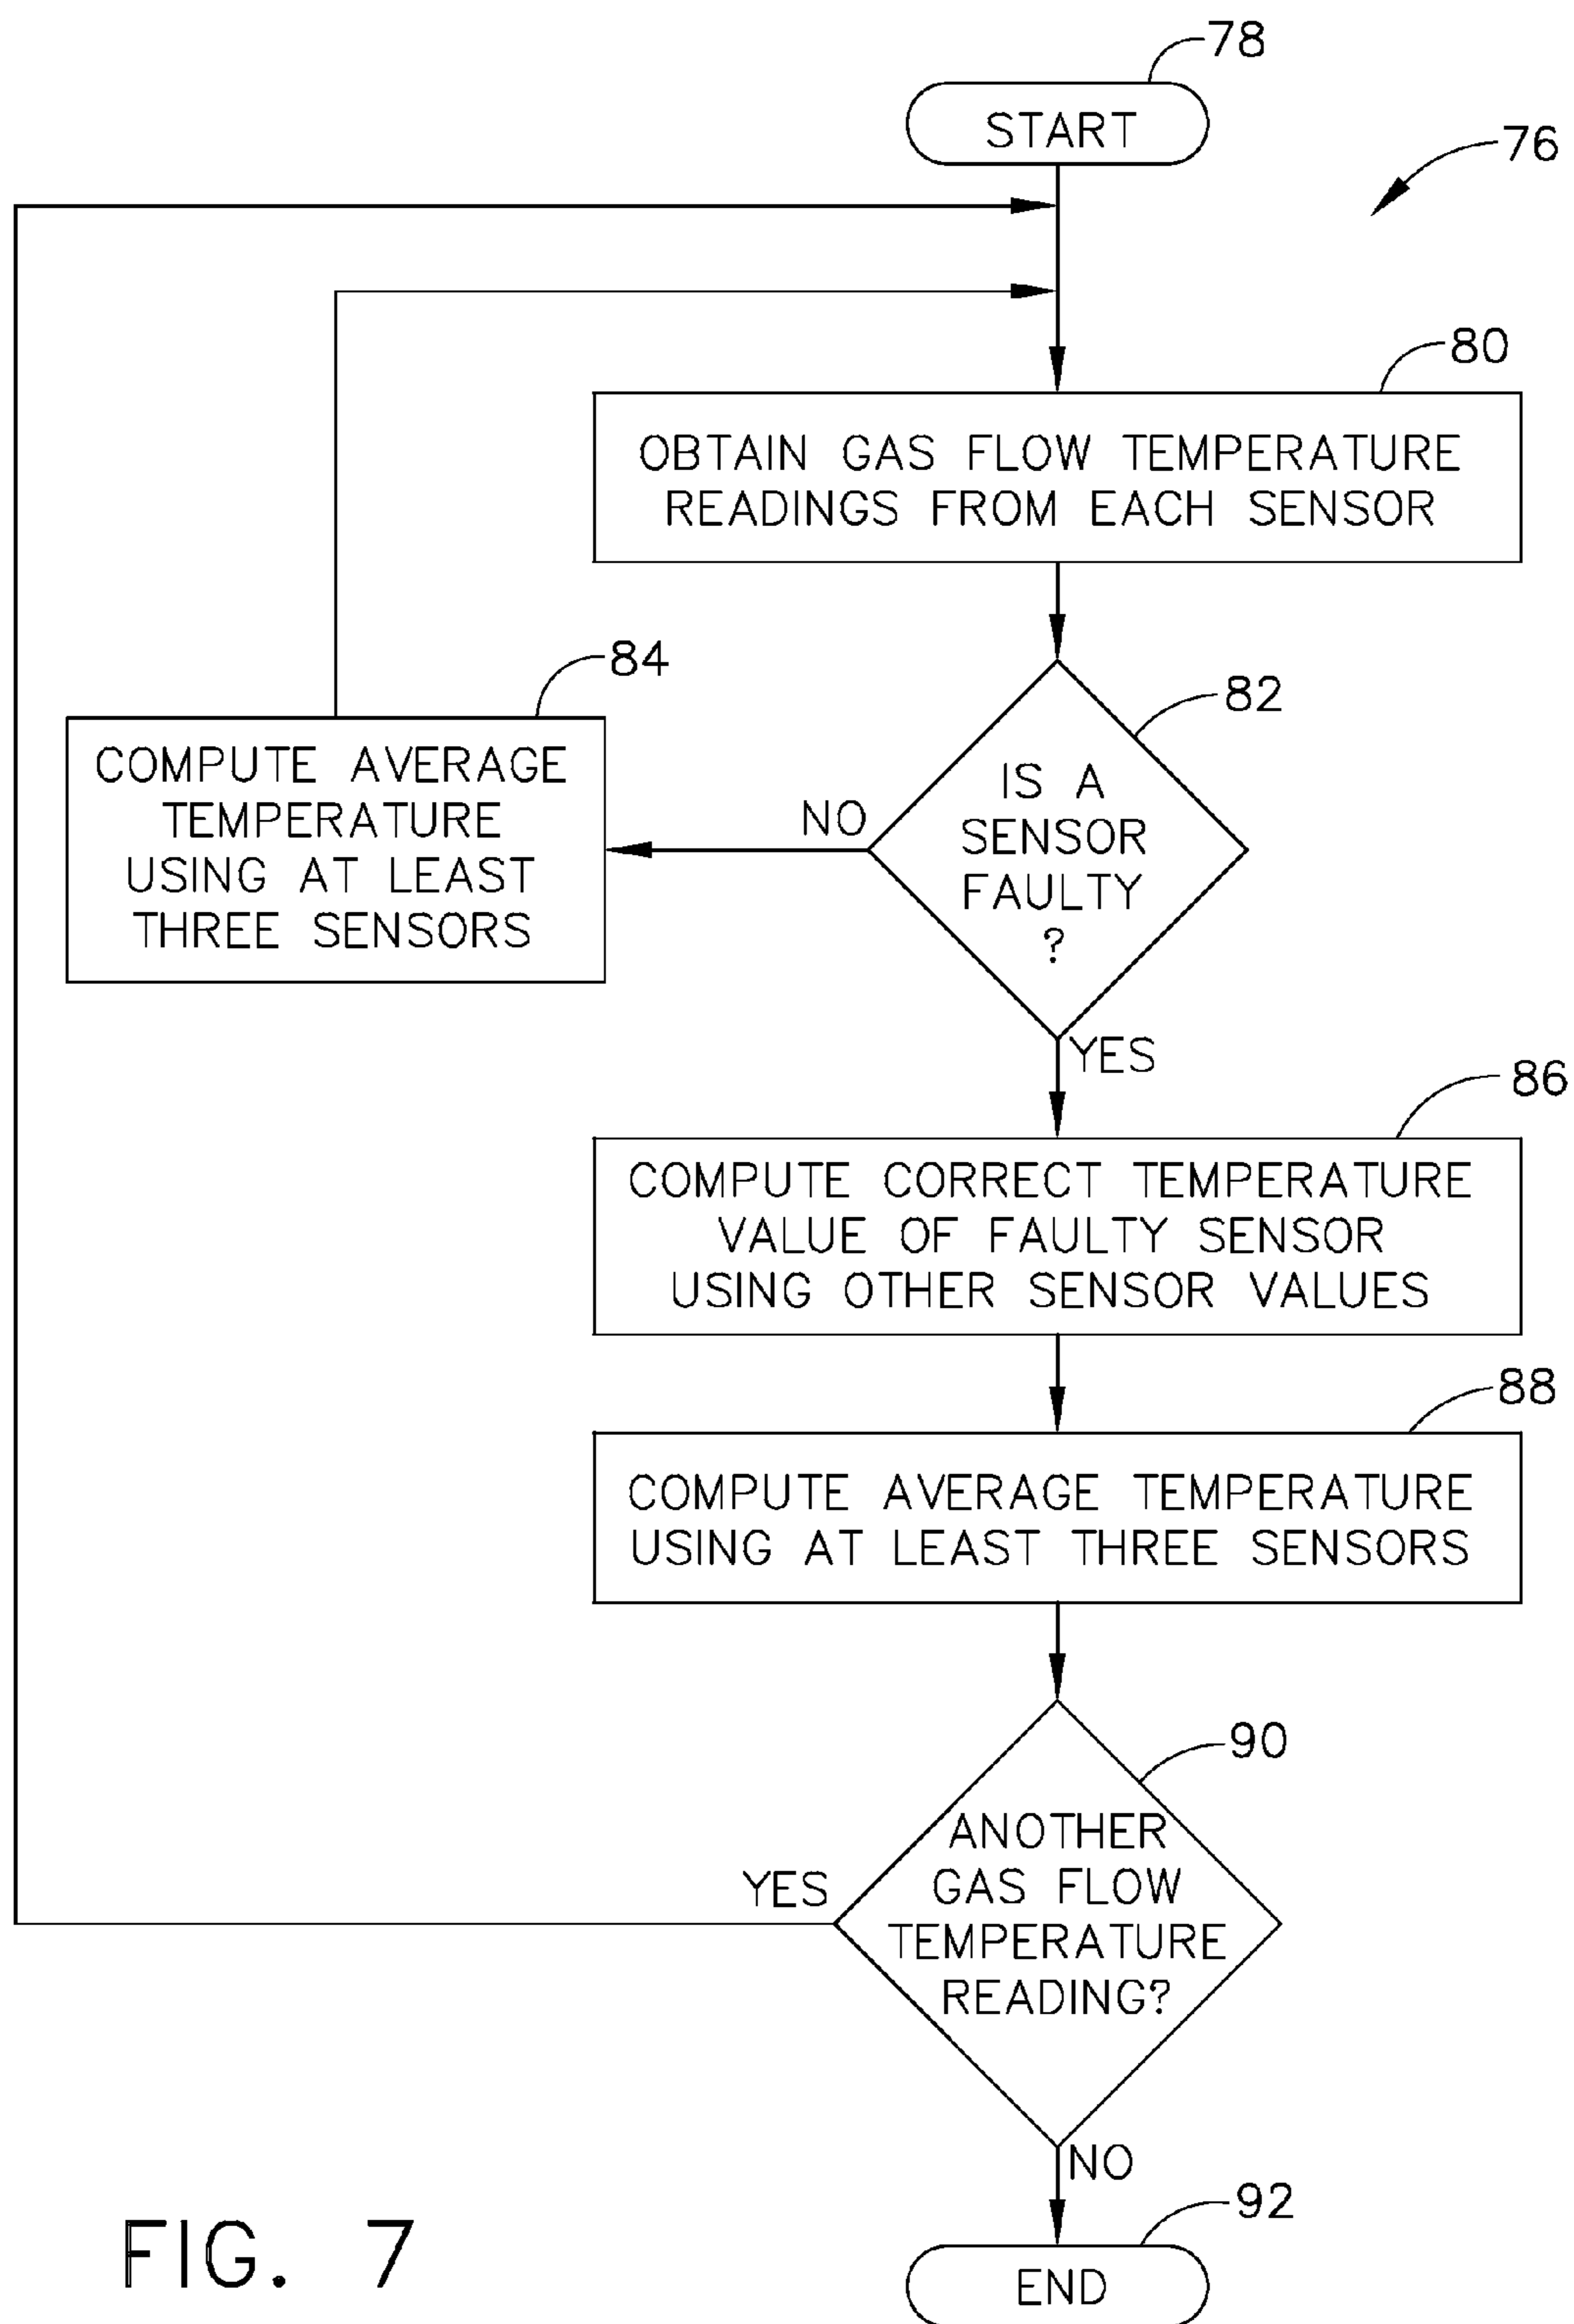 78
START
76
80
OBTAIN GAS FLOW TEMPERATURE
READINGS FROM EACH SENSOR
84
82
COMPUTE AVERAGE
TEMPERATURE
USING AT LEAST
THREE SENSORS
NO
IS A
SENSOR
FAULTY
?
YES
86
COMPUTE CORRECT TEMPERATURE
VALUE OF FAULTY SENSOR
USING OTHER SENSOR VALUES
88
COMPUTE AVERAGE TEMPERATURE
USING AT LEAST THREE SENSORS
90
YES
ANOTHER
GAS FLOW
TEMPERATURE
READING?
NO
92
END
FIG. 7